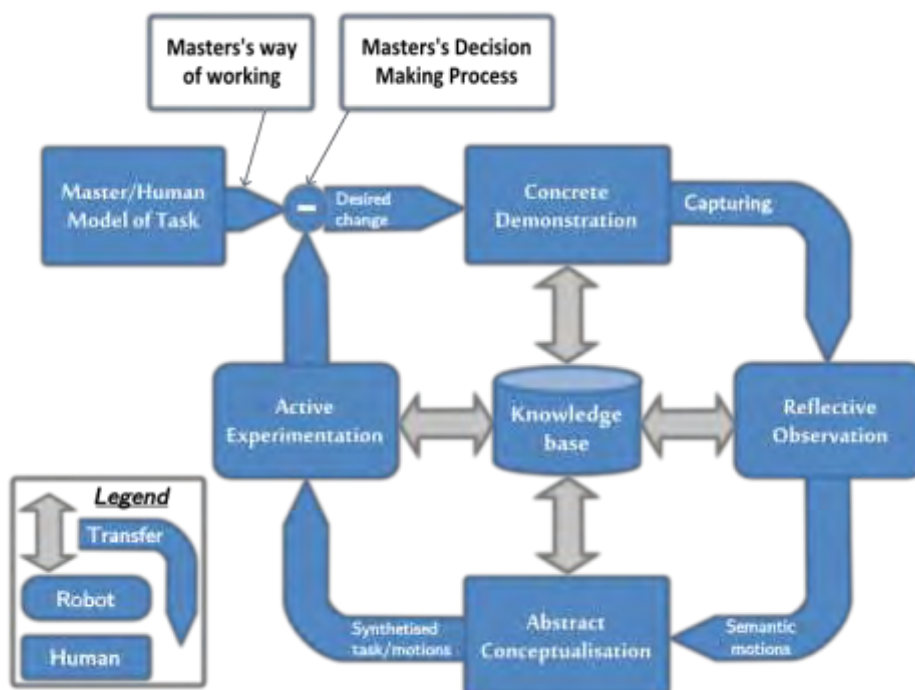 Masters's way
of working
Masters's Decision
Making Process
Master/Human
Model of Task
Desired
change
Concrete
Demonstration
Capturing
Active
Experimentation
Knowledge
base
Reflective
Observation
Legend
Transfer
Robot
Human
Synthetised
task/motions
Abstract
Conceptualisation
Semantic
motions